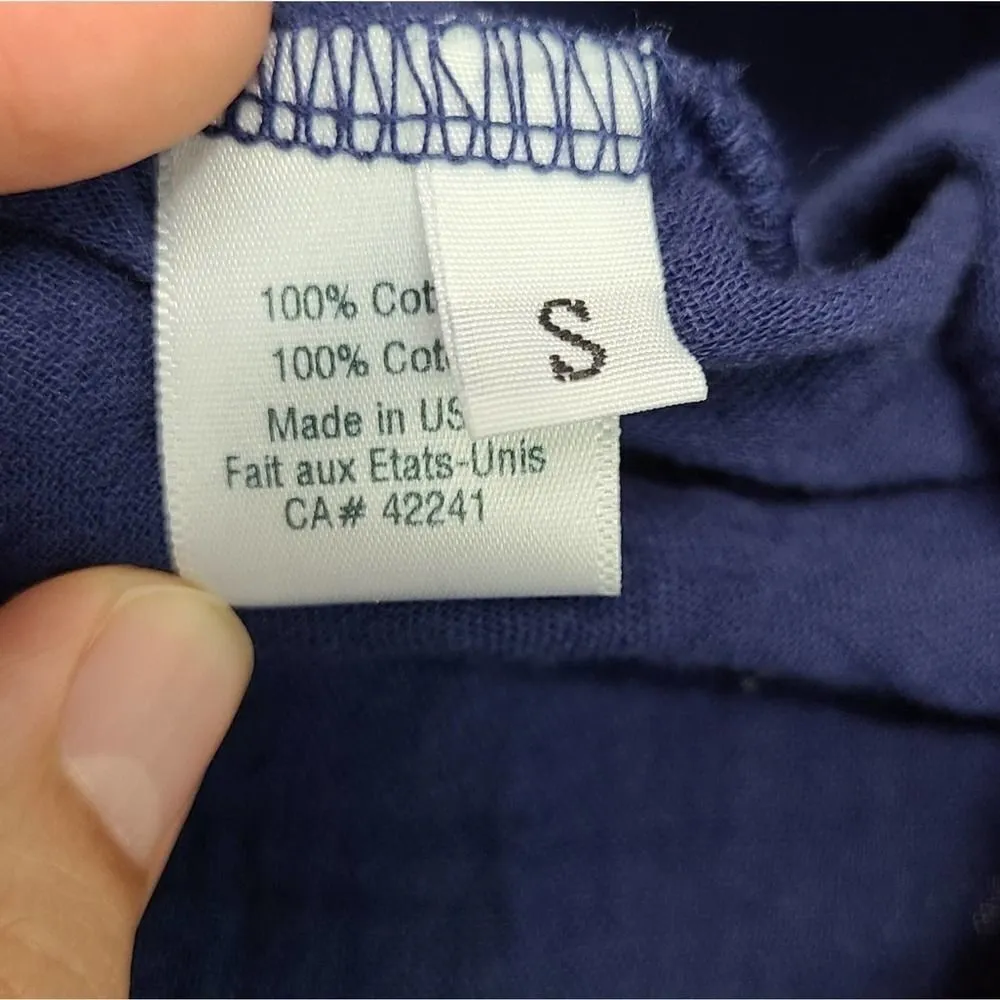 100% Cot
100% Cot
Made in US
Fait aux Etats-Unis
CA# 42241
S